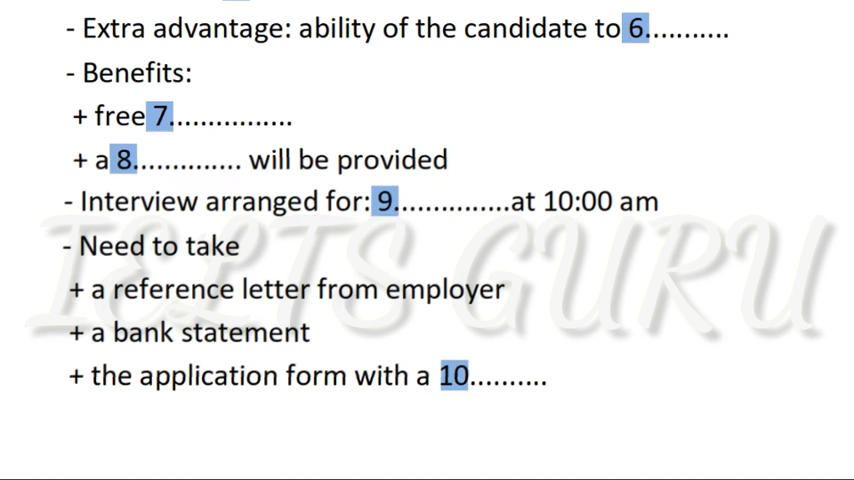 - Extra advantage: ability of the candidate to 6...........
- Benefits:
+ free 7...............
+ a 8............. will be provided
- Interview arranged for: 9..............at 10:00 am
- Need to take
+ a reference letter from employer
+ a bank statement
+ the application form with a 10..........
IELTS GURU